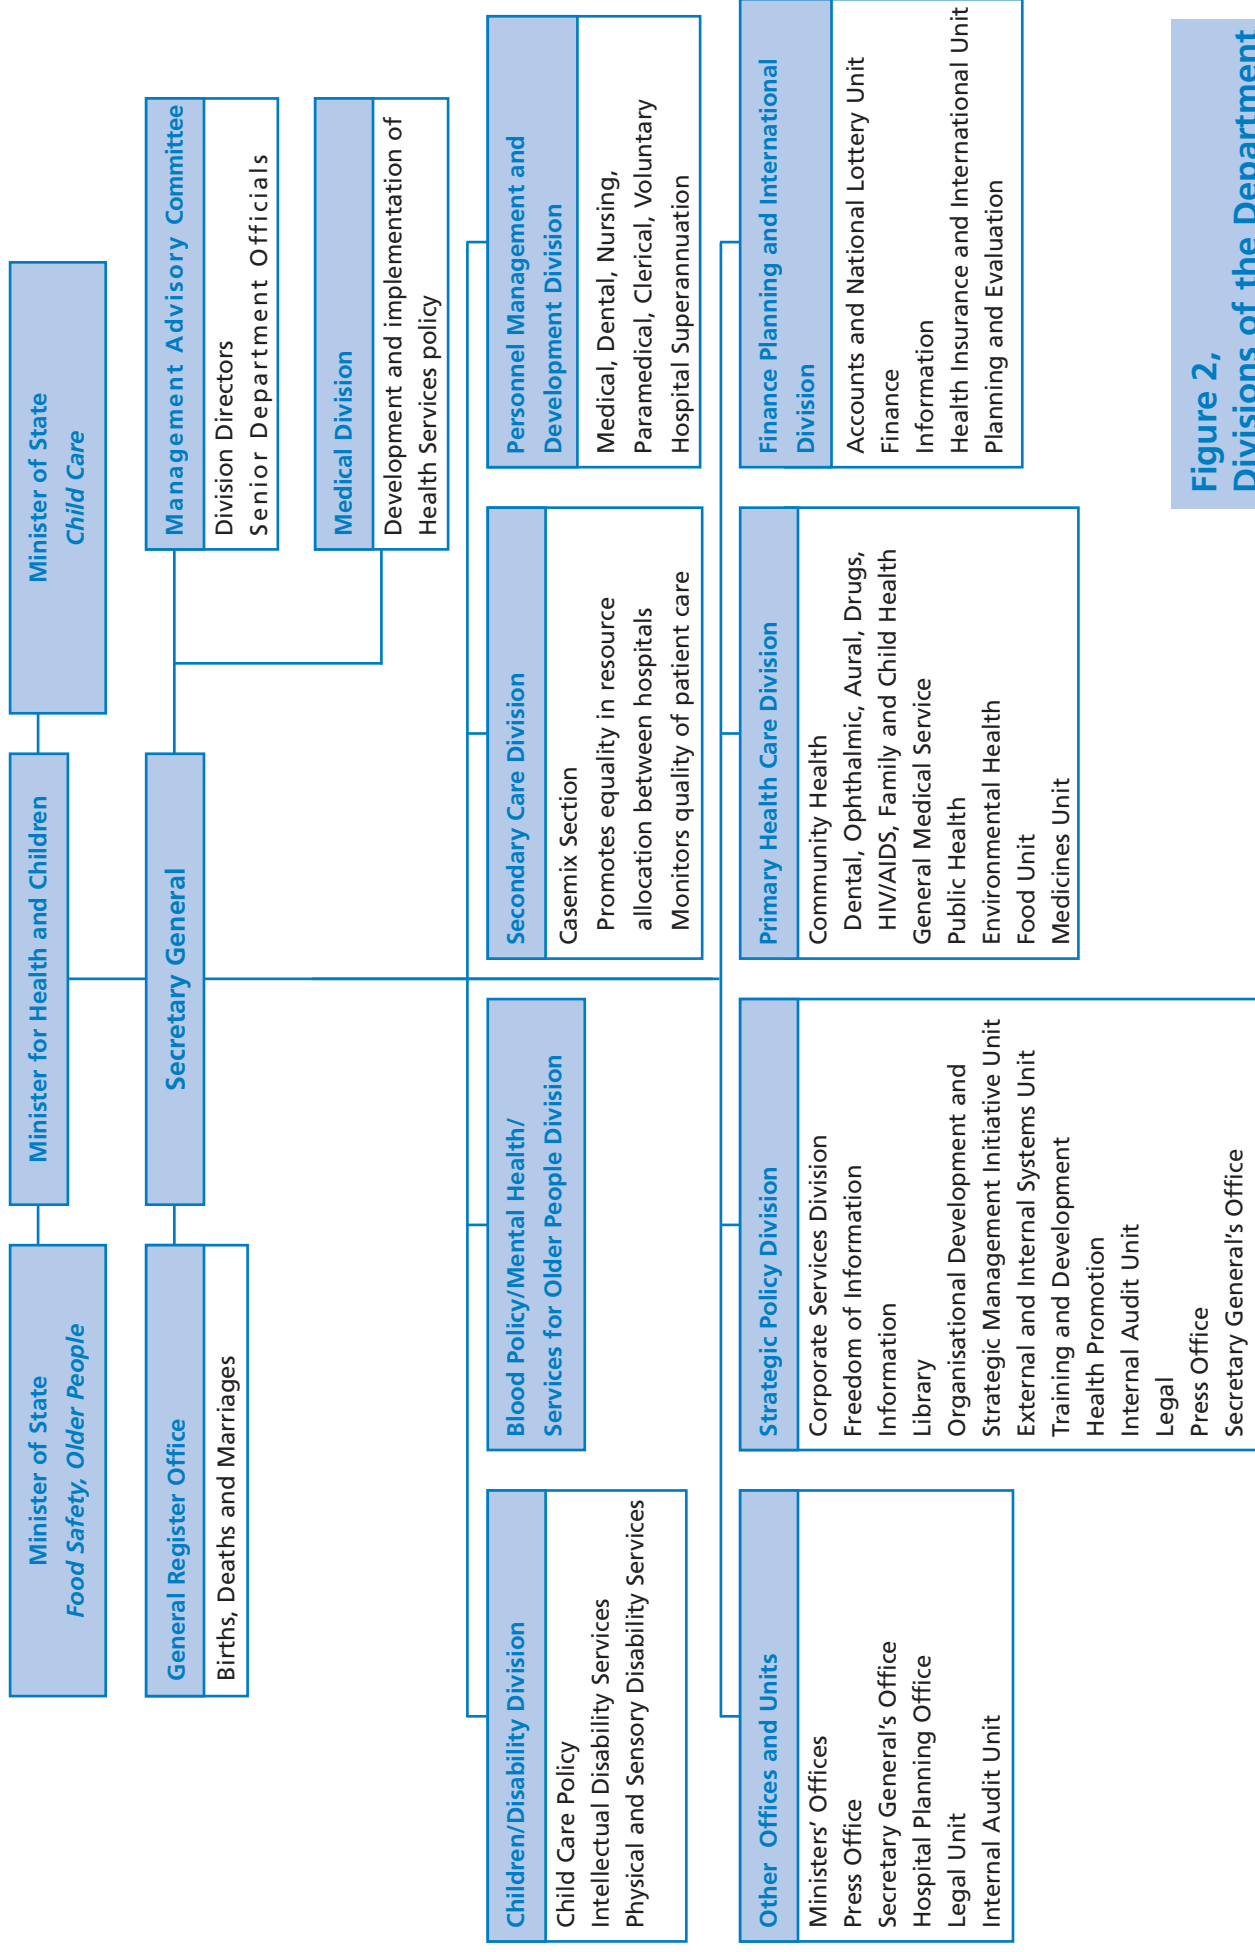 Minister of State
Food Safety, Older People
Minister for Health and Children
Minister of State
Child Care
General Register Office
Births, Deaths and Marriages
Secretary General
Management Advisory Committee
Division Directors
Senior Department Officials
Medical Division
Development and implementation of
Health Services policy
Children/Disability Division
Child Care Policy
Intellectual Disability Services
Physical and Sensory Disability Services
Blood Policy/Mental Health/
Services for Older People Division
Secondary Care Division
Casemix Section
Promotes equality in resource
allocation between hospitals
Monitors quality of patient care
Personnel Management and
Development Division
Medical, Dental, Nursing,
Paramedical, Clerical, Voluntary
Hospital Superannuation
Other Offices and Units
Ministers' Offices
Press Office
Secretary General's Office
Hospital Planning Office
Legal Unit
Internal Audit Unit
Strategic Policy Division
Corporate Services Division
Freedom of Information
Information
Library
Organisational Development and
Strategic Management Initiative Unit
External and Internal Systems Unit
Training and Development
Health Promotion
Internal Audit Unit
Legal
Press Office
Secretary General's Office
Primary Health Care Division
Community Health
Dental, Ophthalmic, Aural, Drugs,
HIV/AIDS, Family and Child Health
General Medical Service
Public Health
Environmental Health
Food Unit
Medicines Unit
Finance Planning and International
Division
Accounts and National Lottery Unit
Finance
Information
Health Insurance and International Unit
Planning and Evaluation
Figure 2,
Divisions of the Department